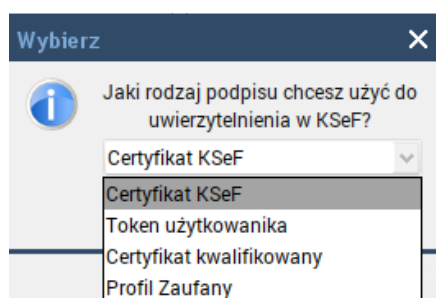 Wybierz
Jaki rodzaj podpisu chcesz użyć do
uwierzytelnienia w KSeF?
Certyfikat KSeF
Certyfikat KSeF
Token użytkowanika
Certyfikat kwalifikowany
Profil Zaufany